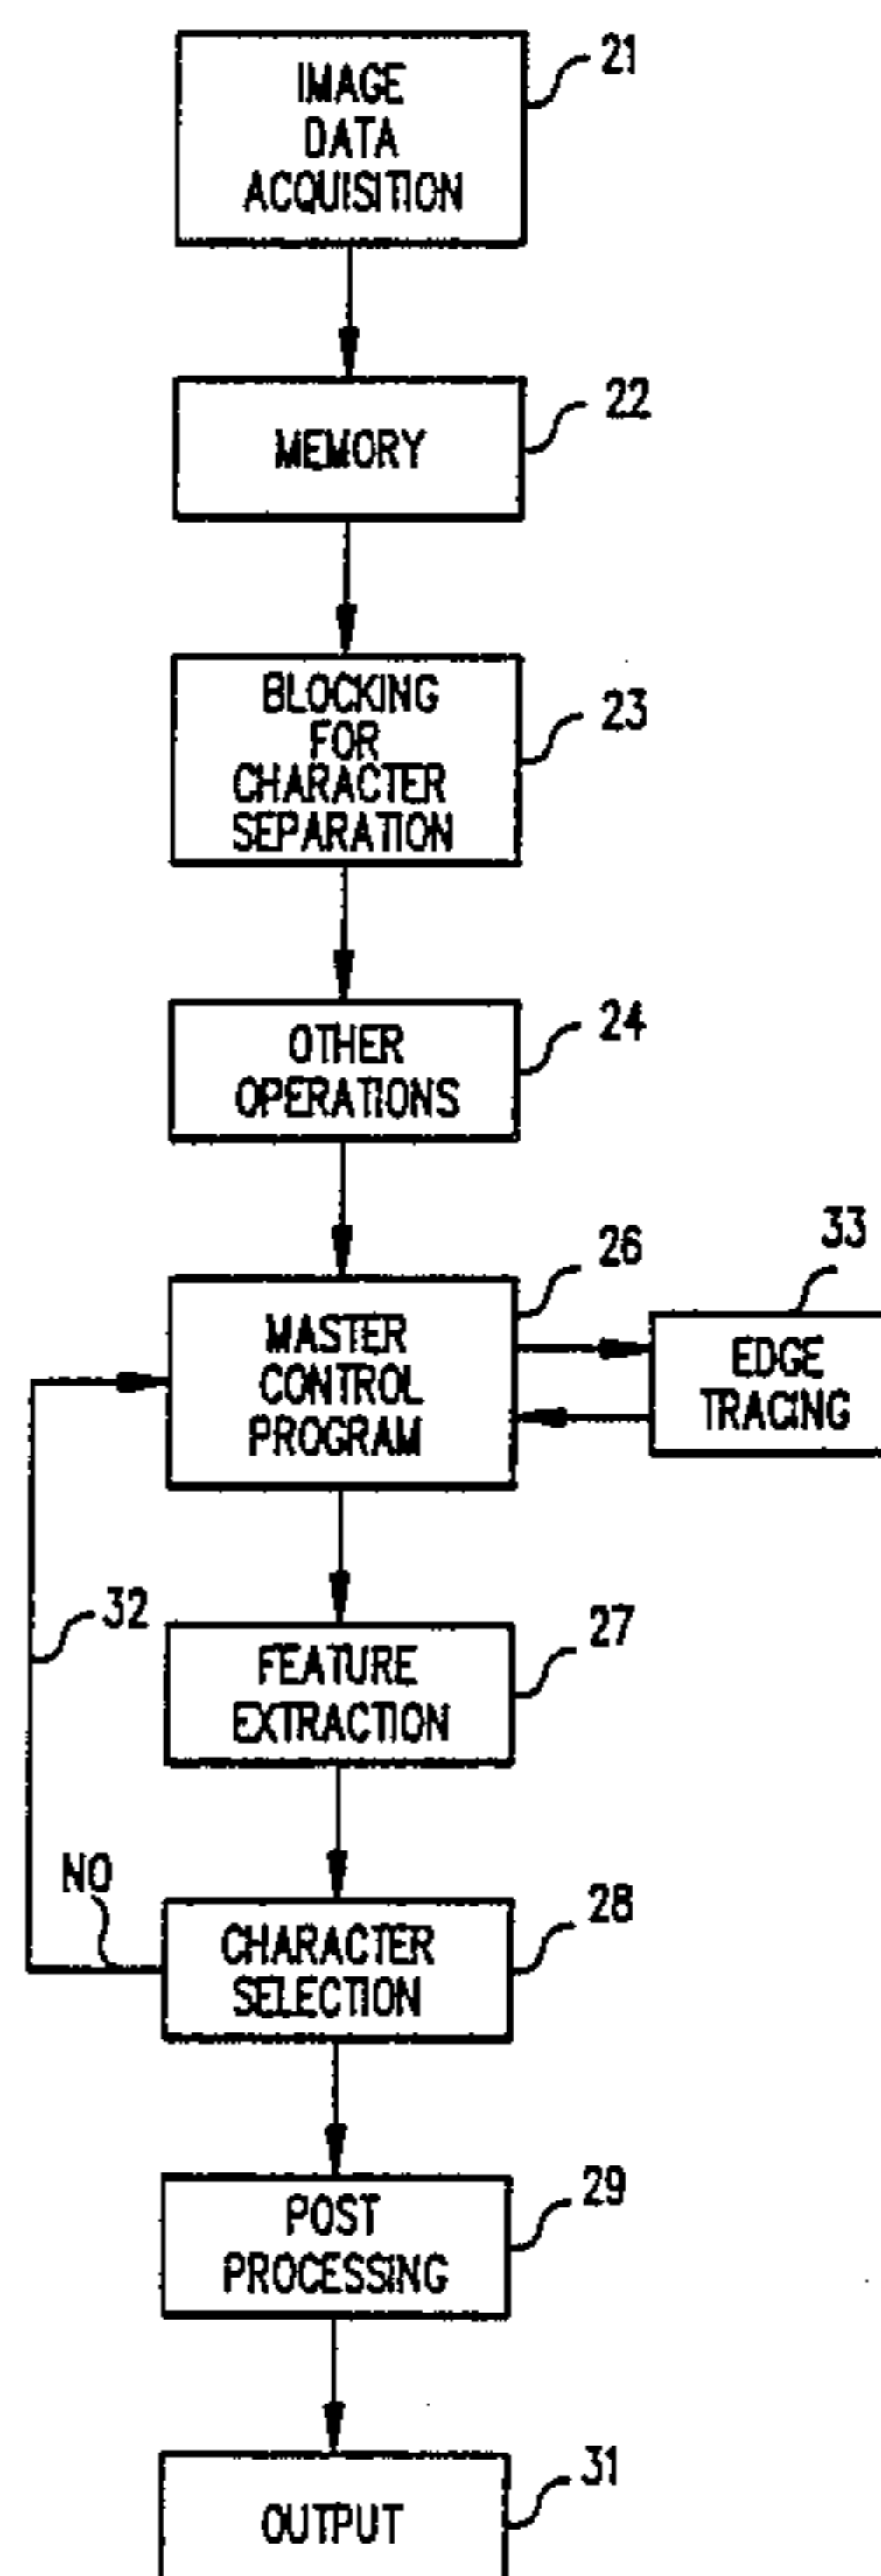 21
IMAGE
DATA
ACQUISITION
22
MEMORY
23
BLOCKING
FOR
CHARACTER
SEPARATION
24
OTHER
OPERATIONS
26
MASTER
CONTROL
PROGRAM
33
EDGE
TRACING
32
27
FEATURE
EXTRACTION
NO
28
CHARACTER
SELECTION
29
POST
PROCESSING
31
OUTPUT